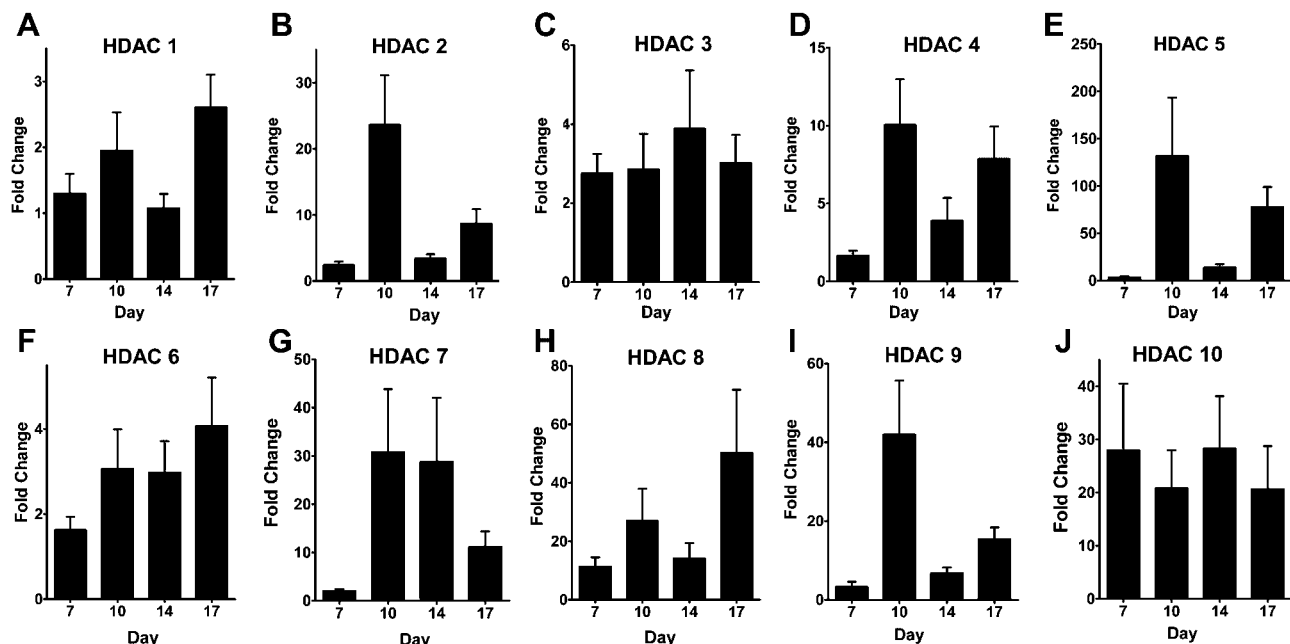 A
HDAC 1
Fold Change
3
2
1
0
7 10 14 17
Day
B
HDAC 2
Fold Change
30
20
10
0
7 10 14 17
Day
C
HDAC 3
Fold Change
6
4
2
0
7 10 14 17
Day
D
HDAC 4
Fold Change
15
10
5
0
7 10 14 17
Day
E
HDAC 5
Fold Change
250
200
150
100
50
0
7 10 14 17
Day
F
HDAC 6
Fold Change
4
2
0
7 10 14 17
Day
G
HDAC 7
Fold Change
50
40
30
20
10
0
7 10 14 17
Day
H
HDAC 8
Fold Change
80
60
40
20
0
7 10 14 17
Day
I
HDAC 9
Fold Change
60
40
20
0
7 10 14 17
Day
J
HDAC 10
Fold Change
40
30
20
10
0
7 10 14 17
Day